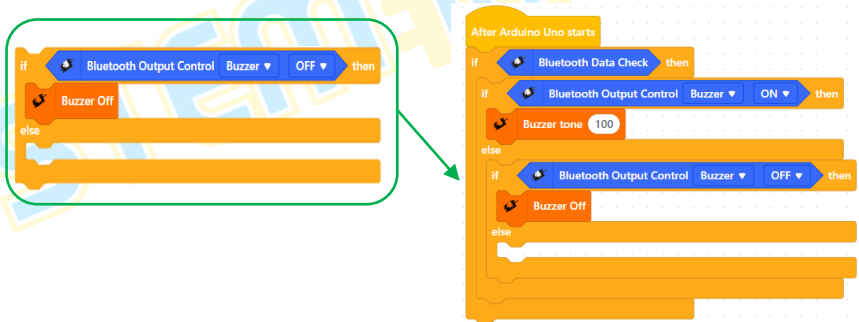 if Bluetooth Output Control Buzzer ▼ OFF ▼ then
Buzzer Off
else
After Arduino Uno starts
if Bluetooth Data Check then
if Bluetooth Output Control Buzzer ▼ ON ▼ then
Buzzer tone 100
else
if Bluetooth Output Control Buzzer ▼ OFF ▼ then
Buzzer Off
else